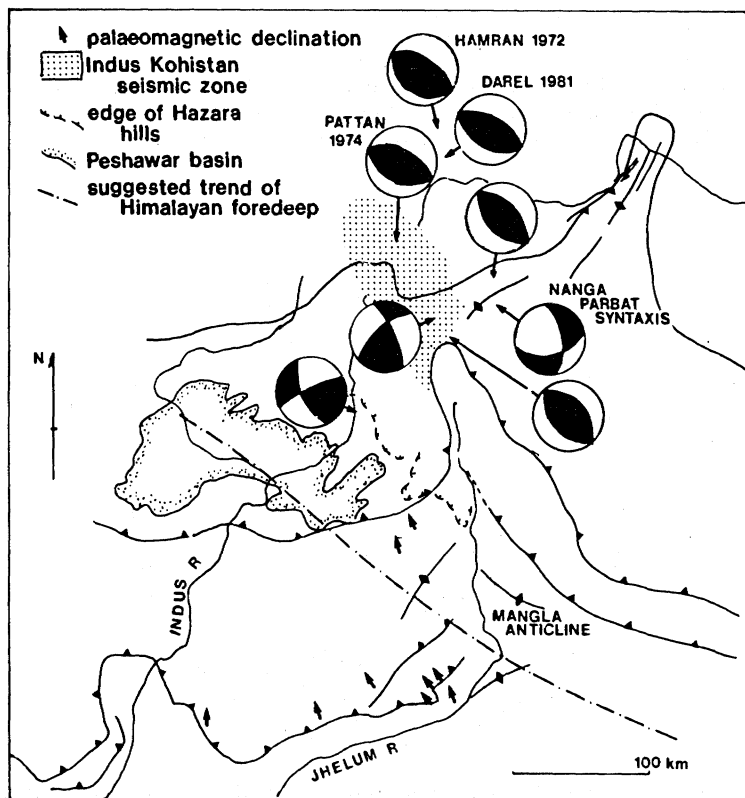 palaeomagnetic declination
Indus Kohistan
seismic zone
edge of Hazara
hills
Peshawar basin
suggested trend of
Himalayan foredeep
HAMRAN 1972
DAREL 1981
PATTAN
1974
NANGA
PARBAT
SYNTAXIS
N
INDUS R
MANGLA
ANTICLINE
JHELUM R
100 km